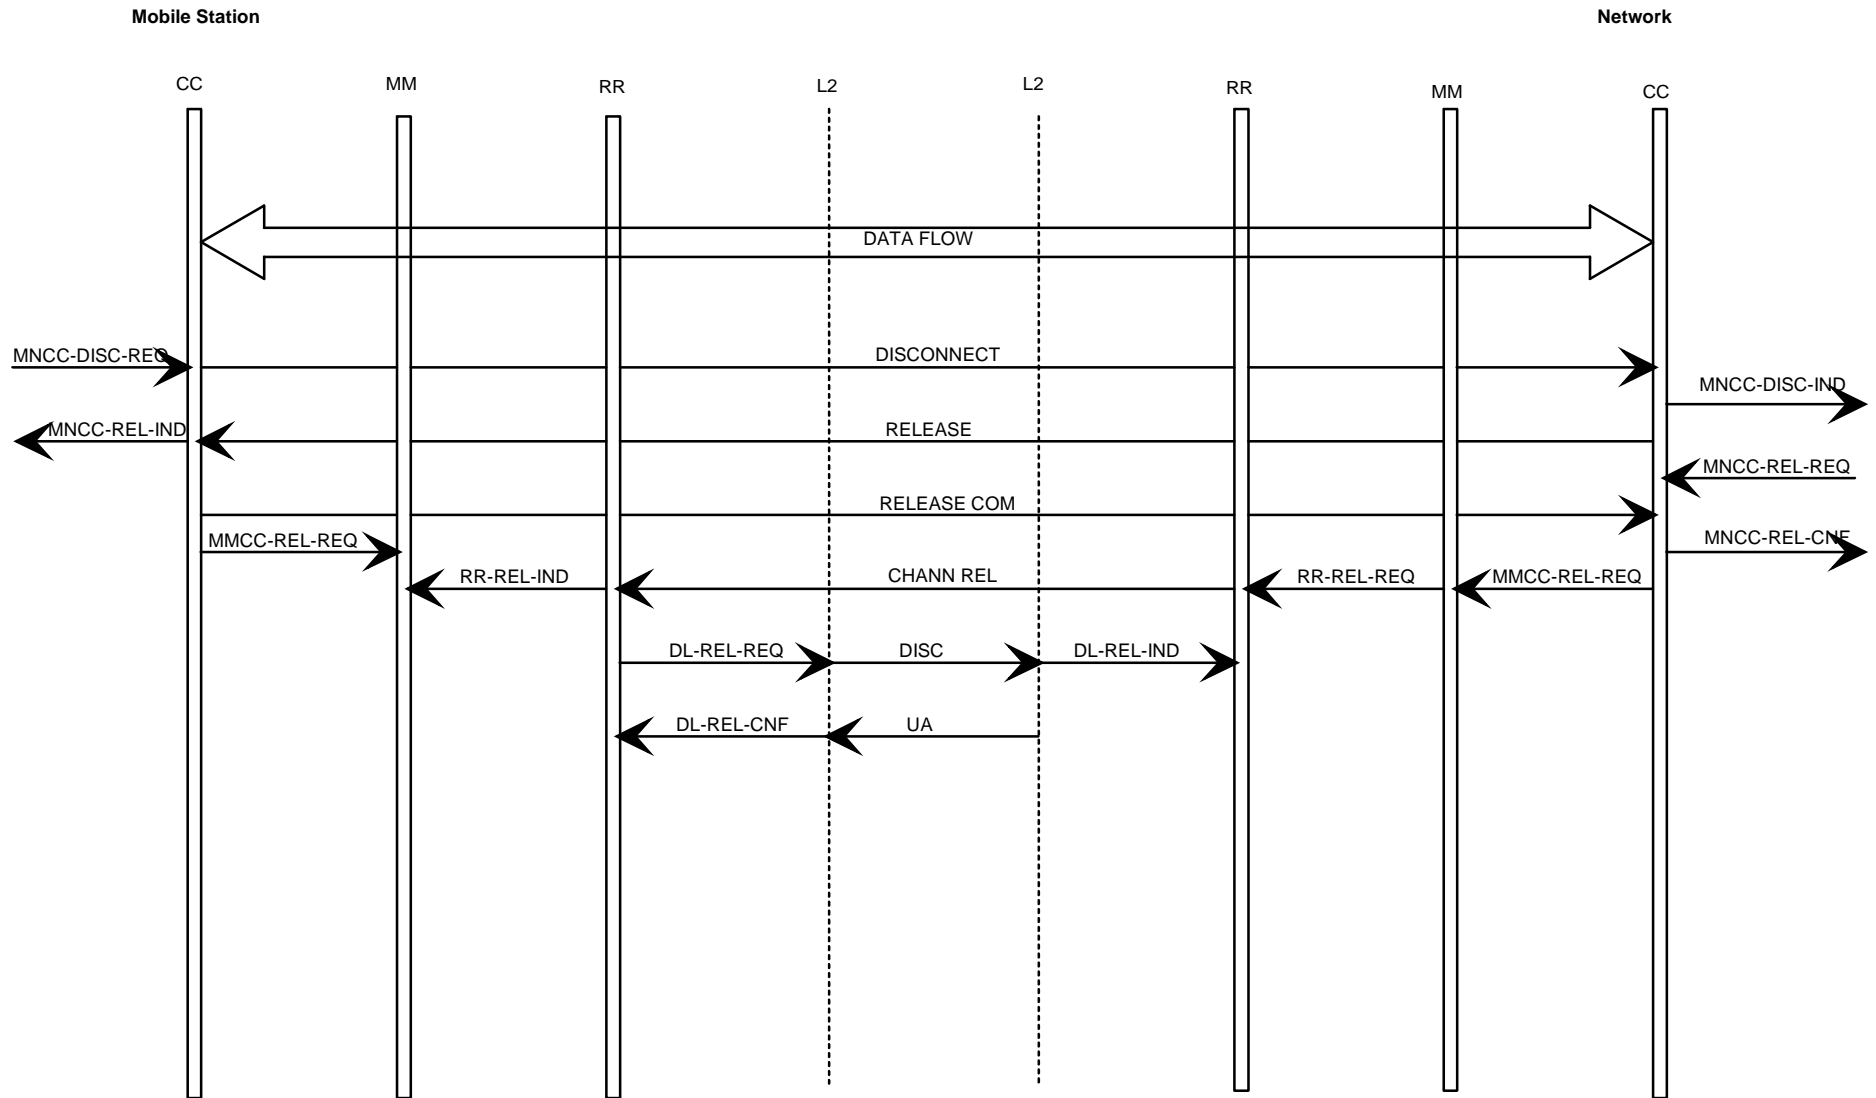 Mobile Station
Network
CC
MM
RR
L2
L2
RR
MM
CC
DATA FLOW
MNCC-DISC-REQ
DISCONNECT
MNCC-DISC-IND
MNCC-REL-IND
RELEASE
MNCC-REL-REQ
RELEASE COM
MMCC-REL-REQ
MNCC-REL-CNF
RR-REL-IND
CHANN REL
RR-REL-REQ
MMCC-REL-REQ
DL-REL-REQ
DISC
DL-REL-IND
DL-REL-CNF
UA